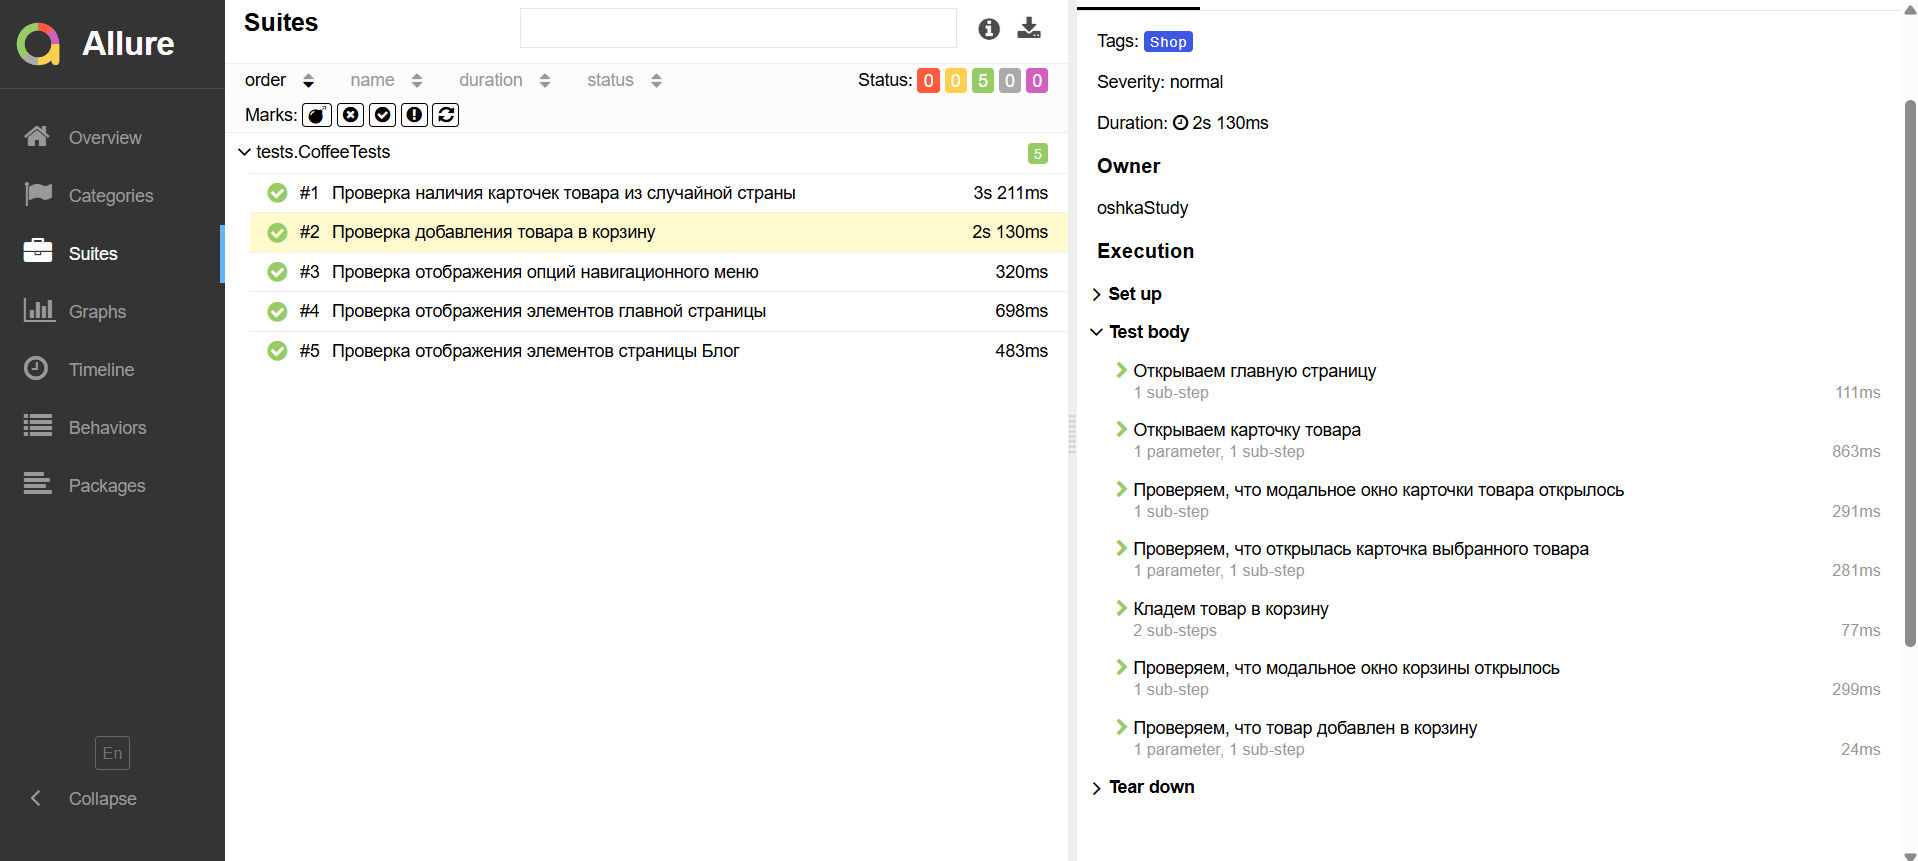 Allure
Overview
Categories
Suites
Graphs
Timeline
Behaviors
Packages
En
Collapse
Suites
order name duration status Status: 0 0 5 0 0
Marks:
tests.CoffeeTests 5
#1 Проверка наличия карточек товара из случайной страны 3s 211ms
#2 Проверка добавления товара в корзину 2s 130ms
#3 Проверка отображения опций навигационного меню 320ms
#4 Проверка отображения элементов главной страницы 698ms
#5 Проверка отображения элементов страницы Блог 483ms
Tags: Shop
Severity: normal
Duration: 2s 130ms
Owner
oshkaStudy
Execution
Set up
Test body
Открываем главную страницу
1 sub-step 111ms
Открываем карточку товара
1 parameter, 1 sub-step 863ms
Проверяем, что модальное окно карточки товара открылось
1 sub-step 291ms
Проверяем, что открылась карточка выбранного товара
1 parameter, 1 sub-step 281ms
Кладем товар в корзину
2 sub-steps 77ms
Проверяем, что модальное окно корзины открылось
1 sub-step 299ms
Проверяем, что товар добавлен в корзину
1 parameter, 1 sub-step 24ms
Tear down